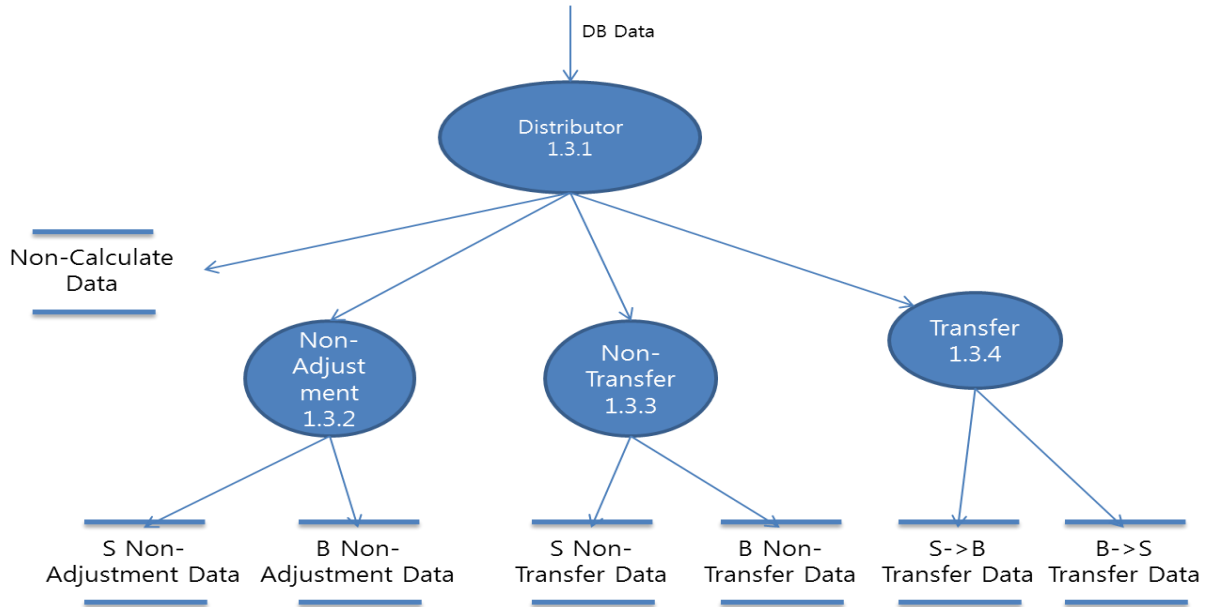 DB Data
Distributor
1.3.1
Non-Calculate
Data
Non-
Adjust
ment
1.3.2
Non-
Transfer
1.3.3
Transfer
1.3.4
S Non-
Adjustment Data
B Non-
Adjustment Data
S Non-
Transfer Data
B Non-
Transfer Data
S->B
Transfer Data
B->S
Transfer Data